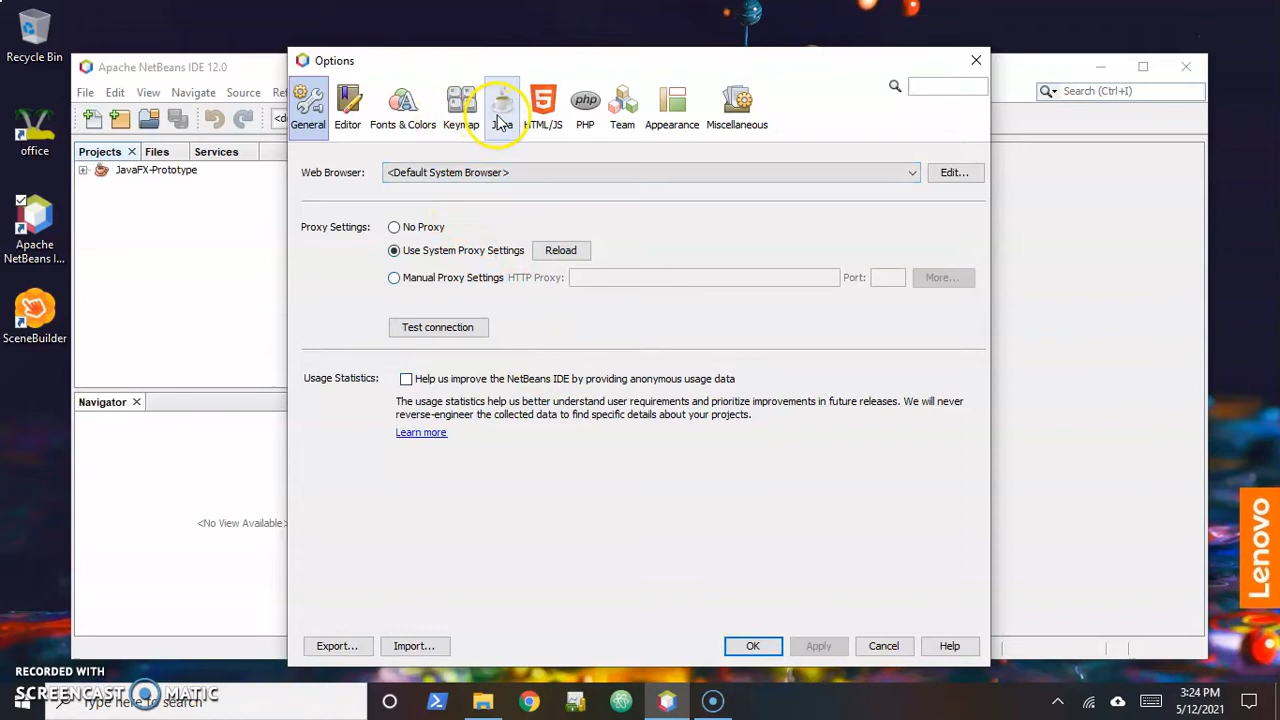 Recycle Bin
office
Apache
NetBeans I...
SceneBuilder
Apache NetBeans IDE 12.0
File Edit View Navigate Source Ref
<de
Search (Ctrl+I)
Projects Files Services
JavaFX-Prototype
Navigator
<No View Available>
Options
General Editor Fonts & Colors Keymap Java HTML/JS PHP Team Appearance Miscellaneous
Web Browser: <Default System Browser> Edit...
Proxy Settings: No Proxy
Use System Proxy Settings Reload
Manual Proxy Settings HTTP Proxy: Port: More...
Test connection
Usage Statistics: Help us improve the NetBeans IDE by providing anonymous usage data
The usage statistics help us better understand user requirements and prioritize improvements in future releases. We will never
reverse-engineer the collected data to find specific details about your projects.
Learn more
Export... Import... OK Apply Cancel Help
Lenovo
RECORDED WITH
SCREENCAST MATIC
Type here to search
3:24 PM
5/12/2021